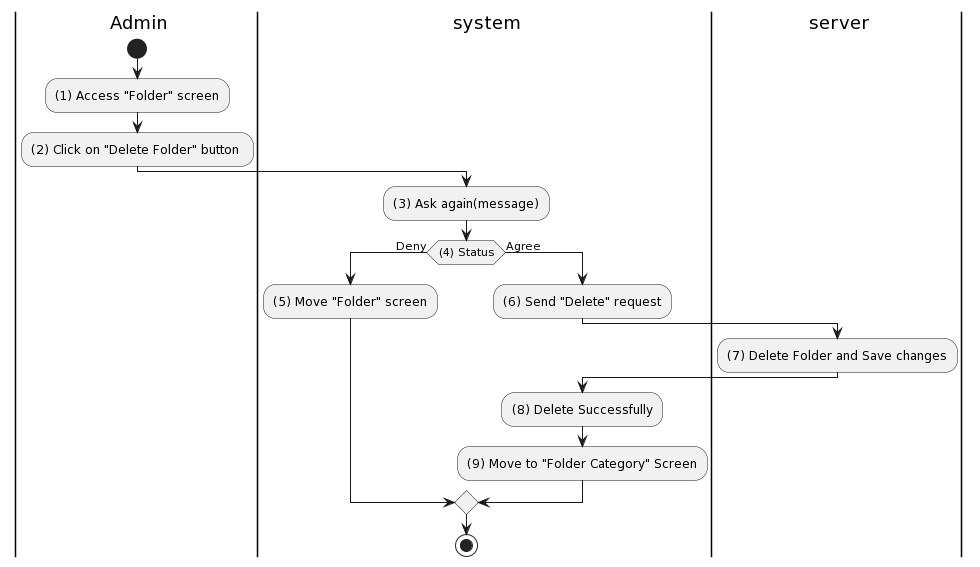 Admin
system
server
(1) Access "Folder" screen
(2) Click on "Delete Folder" button
(3) Ask again(message)
Deny
(4) Status
Agree
(5) Move "Folder" screen
(6) Send "Delete" request
(7) Delete Folder and Save changes
(8) Delete Successfully
(9) Move to "Folder Category" Screen